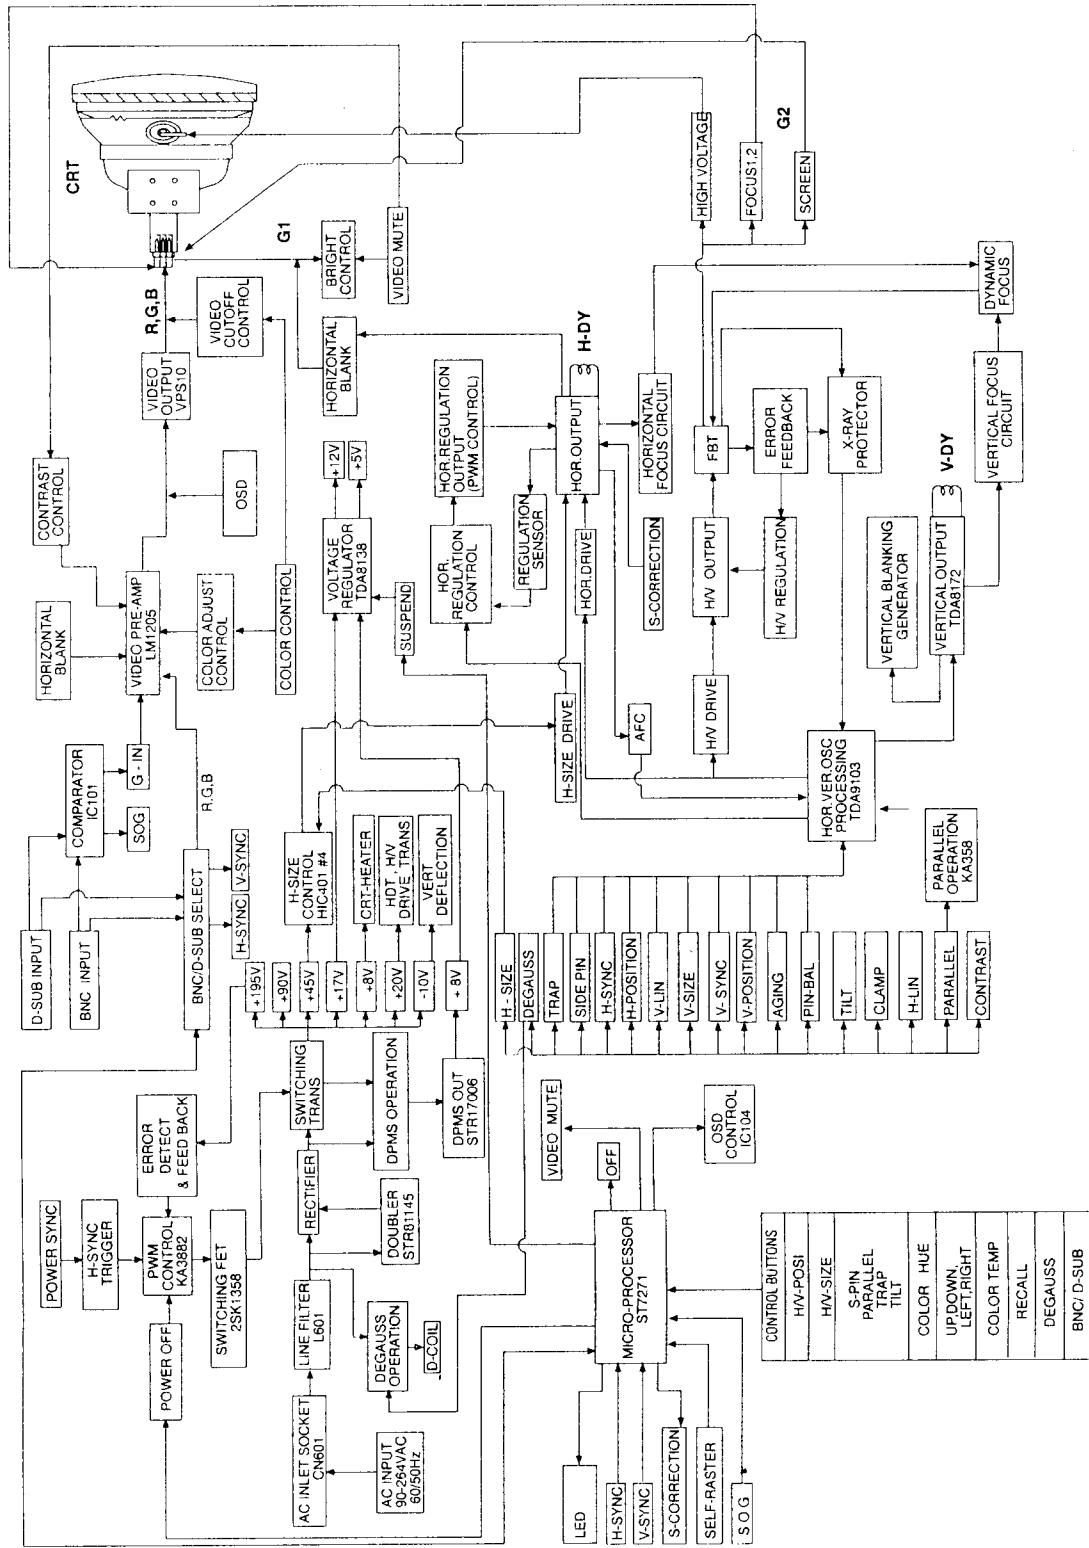 POWER SYNC
H-SYNC
TRIGGER
PWM
CONTROL
KA3882
ERROR
DETECT
& FEED BACK
POWER OFF
SWITCHING FET
2SK1358
AC INLET SOCKET
CN601
LINE FILTER
L601
RECTIFIER
SWITCHING
TRANS
AC INPUT
90-264VAC
60/50Hz
DEGAUSS
OPERATION
D-COIL
DOUBLER
STR81145
DPMS OPERATION
DPMS OUT
STR17006
D-SUB INPUT
BNC INPUT
COMPARATOR
IC101
SOG
G - IN
BNC/D-SUB SELECT
R,G,B
H-SYNC
V-SYNC
+195V
+90V
+45V
+17V
+8V
+20V
-10V
+ 8V
H-SIZE
CONTROL
HIC401 #4
CRT-HEATER
HDT , H/V
DRIVE, TRANS
VERT
DEFLECTION
HORIZONTAL
BLANK
VIDEO PRE-AMP
LM1205
CONTRAST
CONTROL
COLOR ADJUST
CONTROL
COLOR CONTROL
OSD
VIDEO
OUTPUT
VPS10
R,G,B
VIDEO
CUTOFF
CONTROL
CRT
G1
BRIGHT
CONTROL
VIDEO MUTE
HORIZONTAL
BLANK
VOLTAGE
REGULATOR
TDA8138
+12V
+5V
SUSPEND
HOR.
REGULATION
CONTROL
HOR.REGULATION
OUTPUT
(PWM CONTROL)
REGULATION
SENSOR
HOR.OUTPUT
H-DY
H-SIZE DRIVE
HOR.DRIVE
AFC
S-CORRECTION
HORIZONTAL
FOCUS CIRCUIT
H/V DRIVE
H/V OUTPUT
FBT
H/V REGULATION
ERROR
FEEDBACK
X-RAY
PROTECTOR
HIGH VOLTAGE
FOCUS1,2
G2
SCREEN
DYNAMIC
FOCUS
VERTICAL FOCUS
CIRCUIT
HOR.VER.OSC
PROCESSING
TDA9103
VERTICAL BLANKING
GENERATOR
VERTICAL OUTPUT
TDA8172
V-DY
H - SIZE
DEGAUSS
TRAP
SIDE PIN
H-SYNC
H-POSITION
V-LIN
V-SIZE
V- SYNC
V-POSITION
AGING
PIN-BAL
TILT
CLAMP
H-LIN
PARALLEL
CONTRAST
PARALLEL
OPERATION
KA358
MICRO-PROCESSOR
ST7271
OFF
VIDEO MUTE
OSD
CONTROL
IC104
LED
H-SYNC
V-SYNC
S-CORRECTION
SELF-RASTER
S O G
CONTROL BUTTONS
H/V-POSI
H/V-SIZE
S-PIN
PARALLEL
-TRAP
TILT
COLOR HUE
UP,DOWN,
LEFT,RIGHT
COLOR TEMP
RECALL
DEGAUSS
BNC/ D-SUB